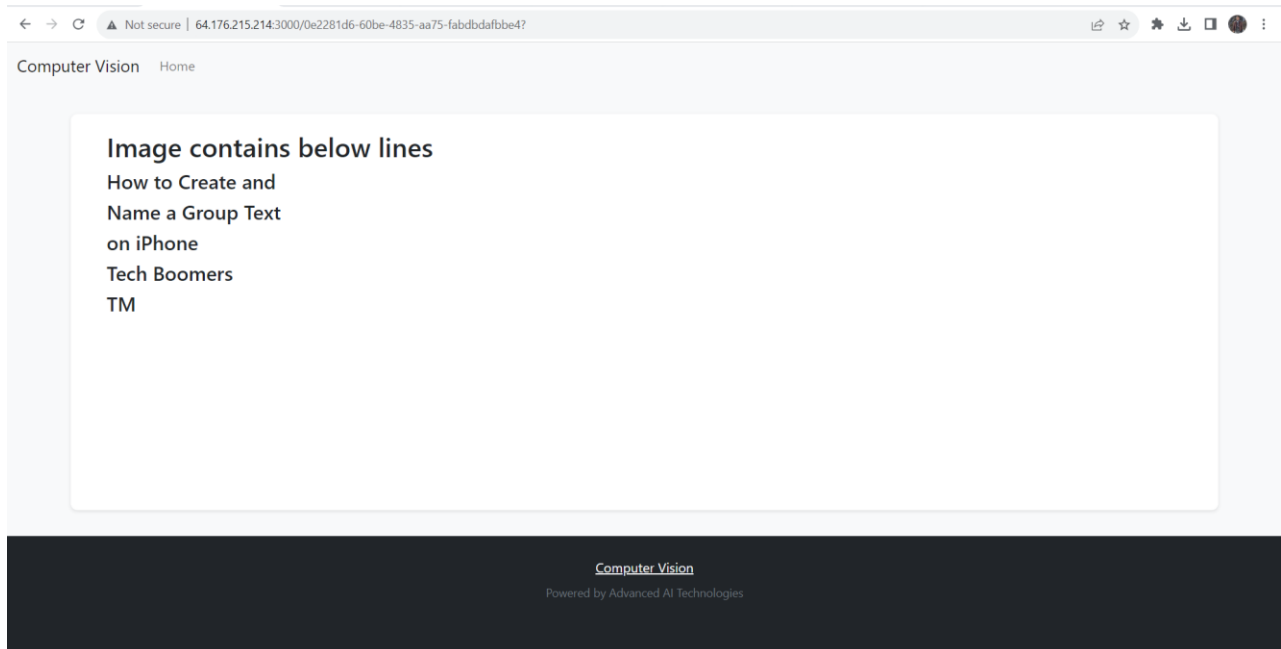 Not secure | 64.176.215.214:3000/0e2281d6-60be-4835-aa75-fabdbdafbbe4?
Computer Vision Home
Image contains below lines
How to Create and
Name a Group Text
on iPhone
Tech Boomers
TM
Computer Vision
Powered by Advanced AI Technologies